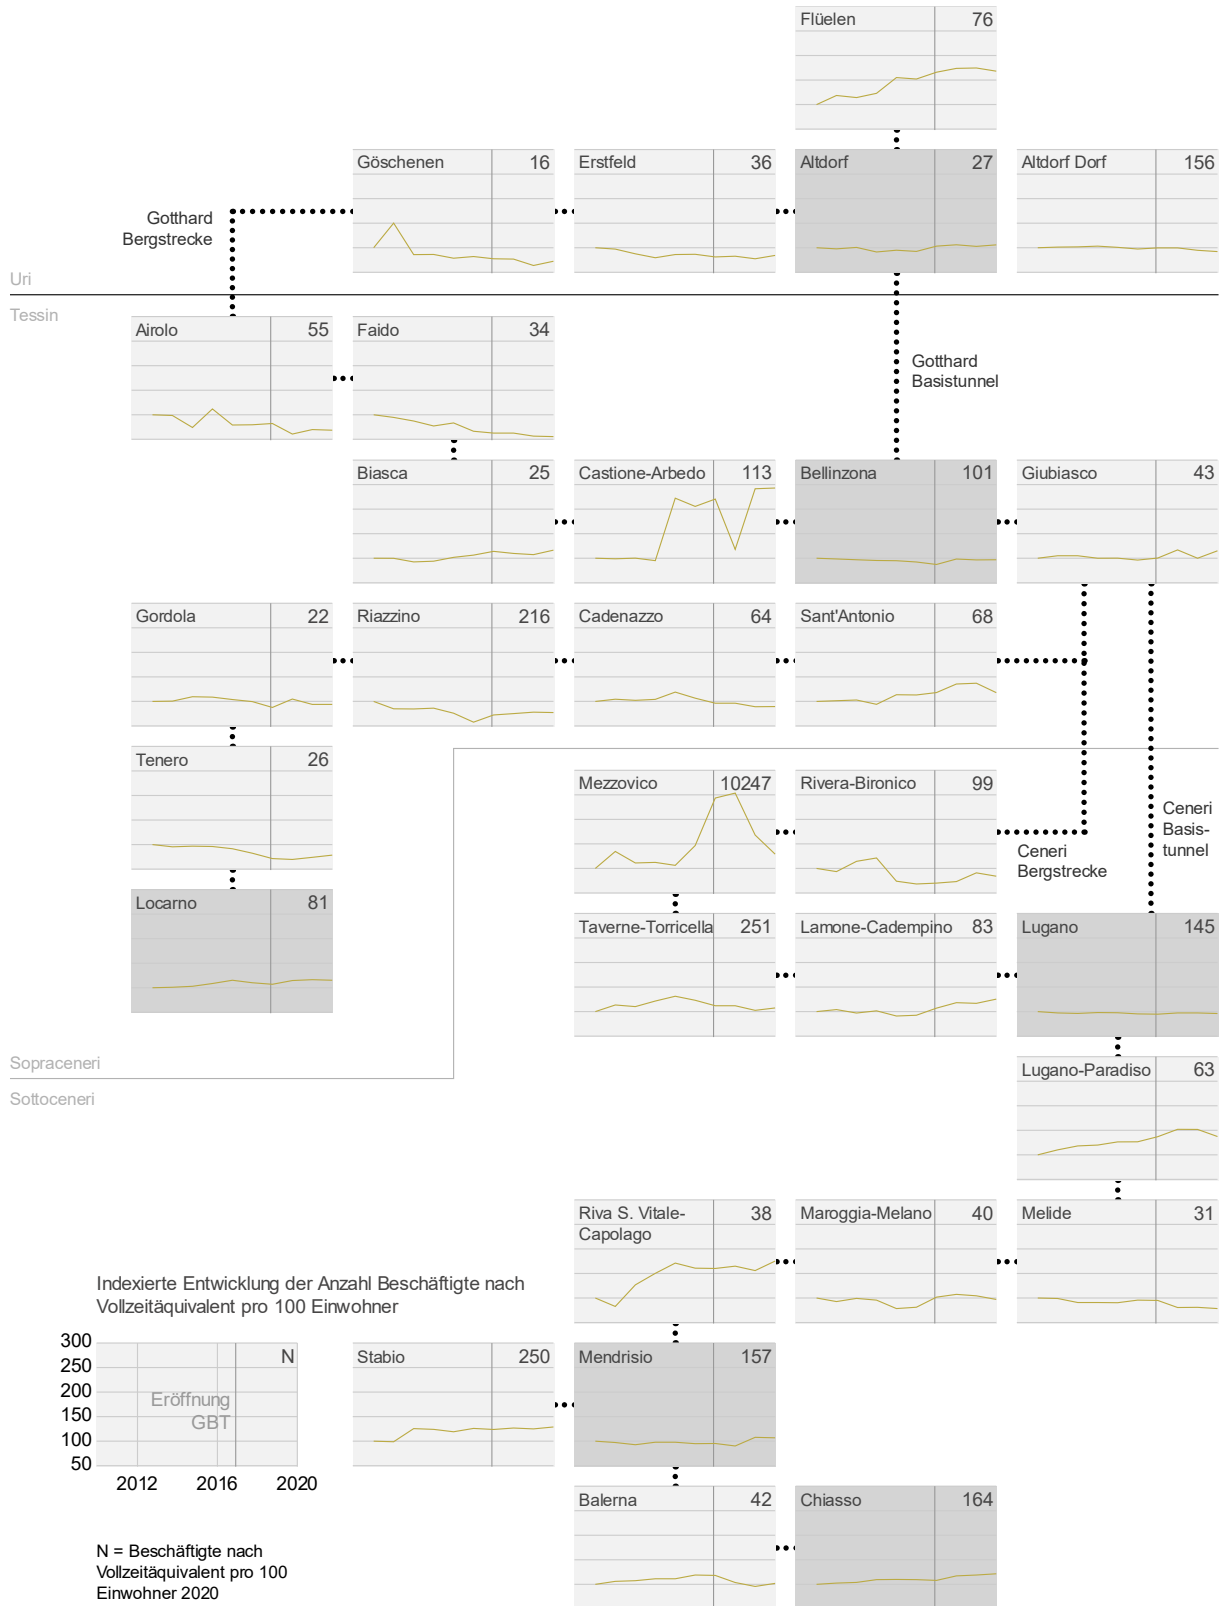 Flüelen 76
Göschenen 16
Erstfeld 36
Altdorf 27
Altdorf Dorf 156
Gotthard
Bergstrecke
Uri
Tessin
Airolo 55
Faido 34
Gotthard
Basistunnel
Biasca 25
Castione-Arbedo 113
Bellinzona 101
Giubiasco 43
Gordola 22
Riazzino 216
Cadenazzo 64
Sant'Antonio 68
Tenero 26
Mezzovico 10247
Rivera-Bironico 99
Ceneri
Basis-
tunnel
Ceneri
Bergstrecke
Locarno 81
Taverne-Torricella 251
Lamone-Cadempino 83
Lugano 145
Sopraceneri
Sottoceneri
Lugano-Paradiso 63
Riva S. Vitale-
Capolago
38
Maroggia-Melano 40
Melide 31
Indexierte Entwicklung der Anzahl Beschäftigte nach
Vollzeitäquivalent pro 100 Einwohner
300
250
200
150
100
50
N
Eröffnung
GBT
2012 2016 2020
Stabio 250
Mendrisio 157
Balerna 42
Chiasso 164
N = Beschäftigte nach
Vollzeitäquivalent pro 100
Einwohner 2020